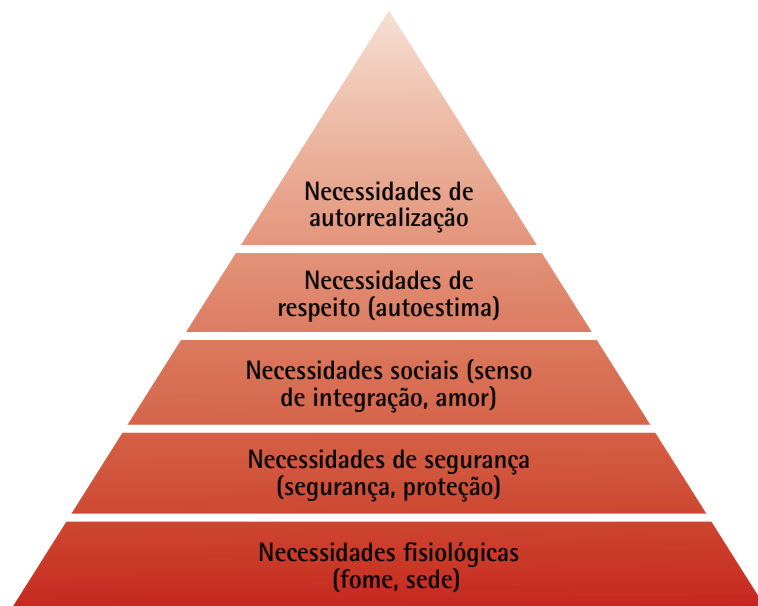 Necessidades de
autorrealização
Necessidades de
respeito (autoestima)
Necessidades sociais (senso
de integração, amor)
Necessidades de segurança
(segurança, proteção)
Necessidades fisiológicas
(fome, sede)